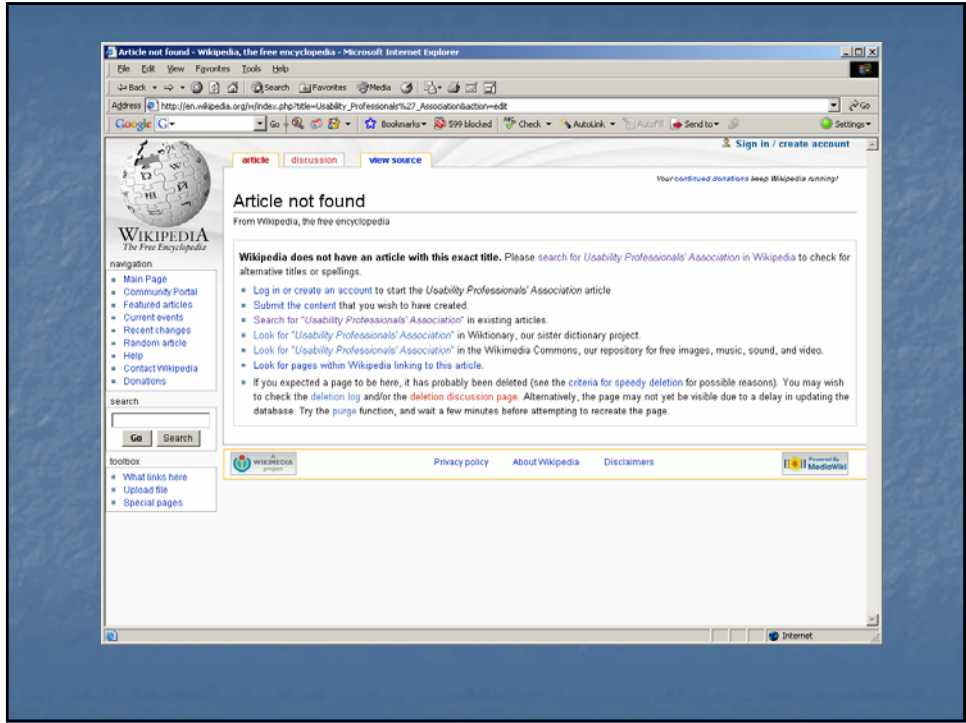 Article not found - Wikipedia, the free encyclopedia - Microsoft Internet Explorer
File Edit View Favorites Tools Help
Back Search Favorites Media
Address http://en.wikipedia.org/w/index.php?title=Usability_Professionals%27_Association&action=edit Go
Google G Go Bookmarks 599 blocked Check AutoLink AutoFill Send to Settings
Sign in / create account
article discussion view source
Your continued donations keep Wikipedia running!
Article not found
From Wikipedia, the free encyclopedia
WIKIPEDIA
The Free Encyclopedia
navigation
Main Page
Community Portal
Featured articles
Current events
Recent changes
Random article
Help
Contact Wikipedia
Donations
search
Go Search
toolbox
What links here
Upload file
Special pages
Wikipedia does not have an article with this exact title. Please search for Usability Professionals' Association in Wikipedia to check for
alternative titles or spellings.
Log in or create an account to start the Usability Professionals' Association article
Submit the content that you wish to have created.
Search for "Usability Professionals' Association" in existing articles.
Look for "Usability Professionals' Association" in Wiktionary, our sister dictionary project.
Look for "Usability Professionals' Association" in the Wikimedia Commons, our repository for free images, music, sound, and video.
Look for pages within Wikipedia linking to this article.
If you expected a page to be here, it has probably been deleted (see the criteria for speedy deletion for possible reasons). You may wish
to check the deletion log and/or the deletion discussion page. Alternatively, the page may not yet be visible due to a delay in updating the
database. Try the purge function, and wait a few minutes before attempting to recreate the page.
A
WIKIMEDIA
project
Privacy policy About Wikipedia Disclaimers
Powered By
MediaWiki
Internet